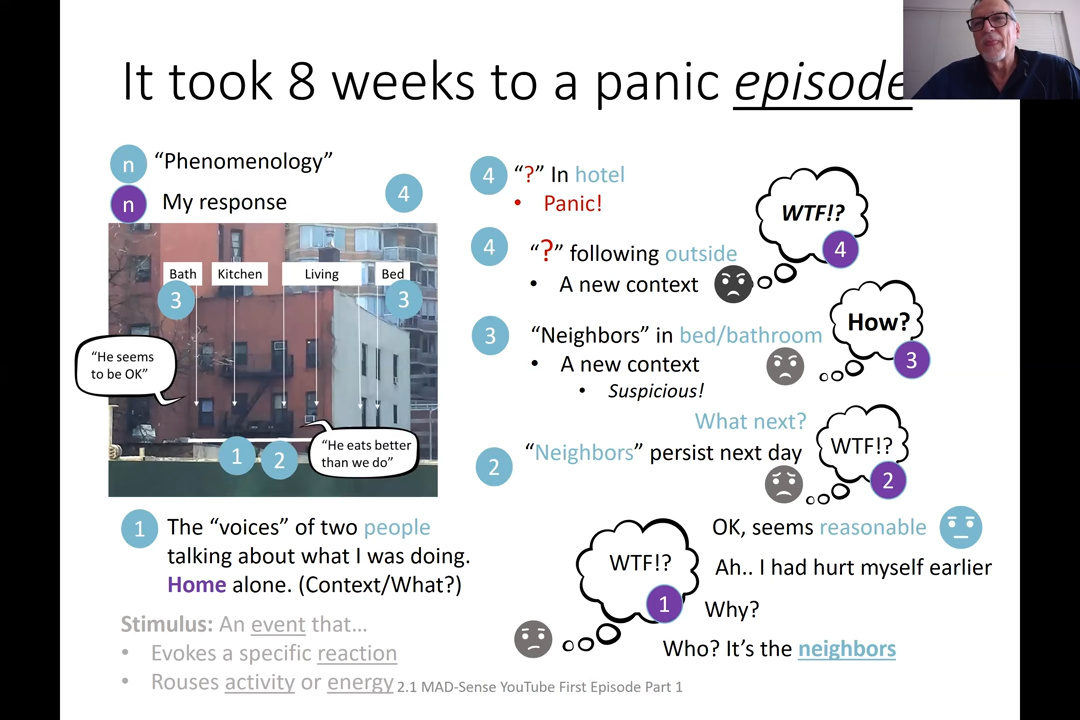 It took 8 weeks to a panic episode
n "Phenomenology"
n My response
4
Bath Kitchen Living Bed
3 3
"He seems
to be OK"
"He eats better
than we do"
1 2
1 The "voices" of two people
talking about what I was doing.
Home alone. (Context/What?)
Stimulus: An event that…
• Evokes a specific reaction
• Rouses activity or energy
4 "?" In hotel
• Panic!
WTF!?
4
4 "?" following outside
• A new context
How?
3
3 "Neighbors" in bed/bathroom
• A new context
• Suspicious!
What next?
2 "Neighbors" persist next day
WTF!?
2
OK, seems reasonable
WTF!?
1
Ah.. I had hurt myself earlier
Why?
Who? It's the neighbors
2.1 MAD-Sense YouTube First Episode Part 1